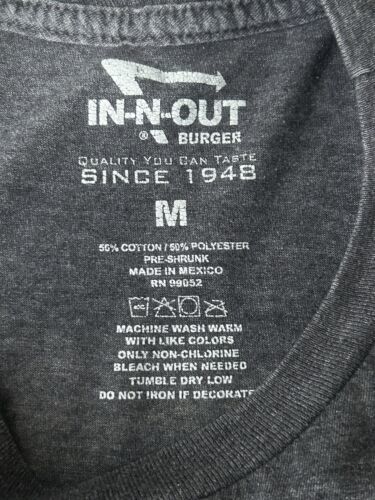 IN-N-OUT
® BURGER
QUALITY YOU CAN TASTE
SINCE 1948
M
50% COTTON / 50% POLYESTER
PRE-SHRUNK
MADE IN MEXICO
RN 99052
MACHINE WASH WARM
WITH LIKE COLORS
ONLY NON-CHLORINE
BLEACH WHEN NEEDED
TUMBLE DRY LOW
DO NOT IRON IF DECORATE